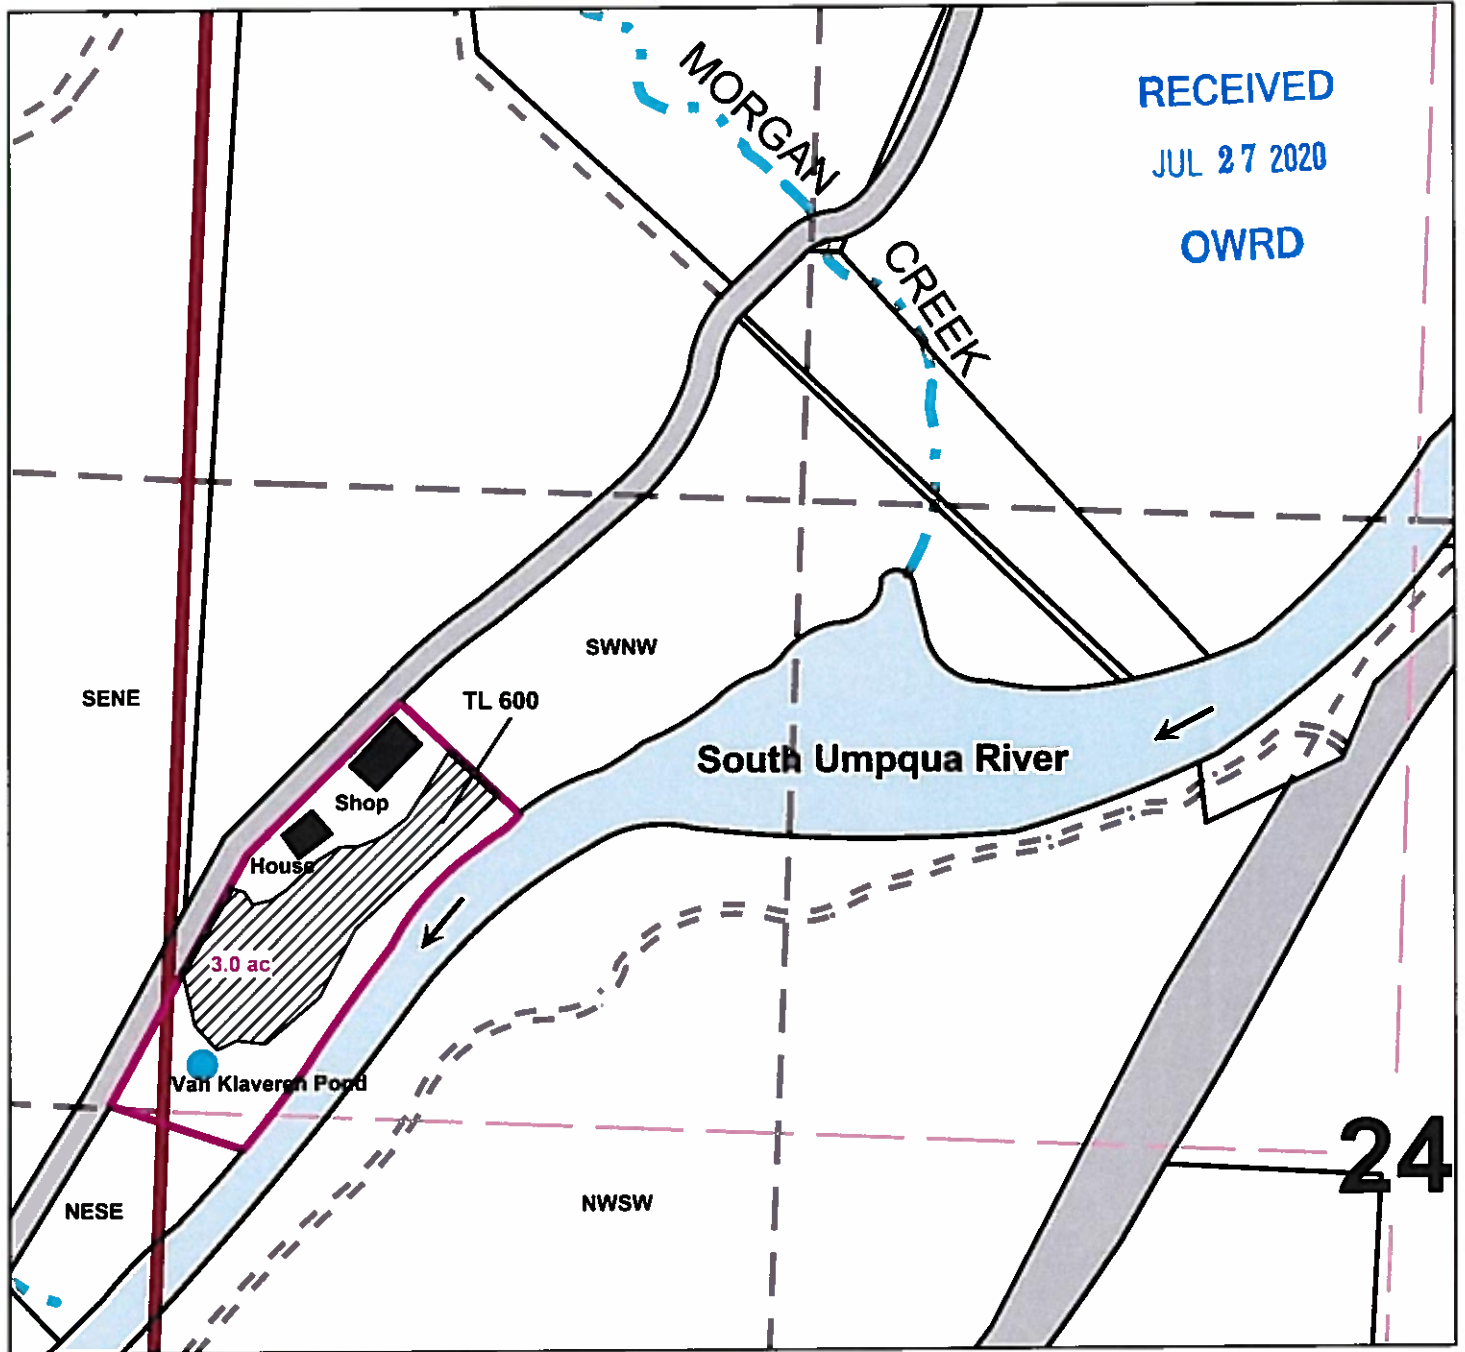 MORGAN
CREEK
RECEIVED
JUL 27 2020
OWRD
SWNW
SENE
TL 600
South Umpqua River
Shop
House
3.0 ac
Van Klaveren Pond
24
NESE
NWSW